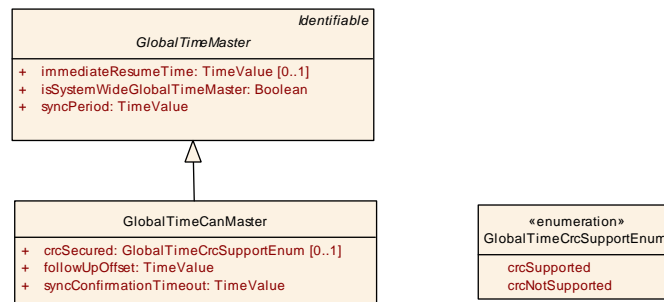 Identifiable
GlobalTimeMaster
+ immediateResumeTime: TimeValue [0..1]
+ isSystemWideGlobalTimeMaster: Boolean
+ syncPeriod: TimeValue
GlobalTimeCanMaster
+ crcSecured: GlobalTimeCrcSupportEnum [0..1]
+ followUpOffset: TimeValue
+ syncConfirmationTimeout: TimeValue
«enumeration»
GlobalTimeCrcSupportEnum
crcSupported
crcNotSupported